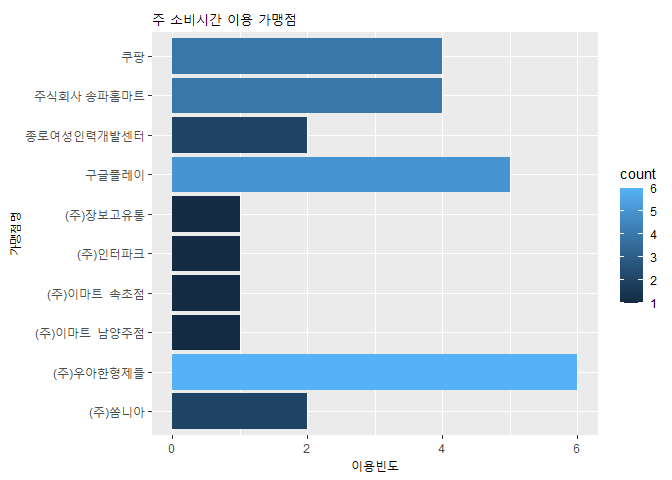 주 소비시간 이용 가맹점
쿠팡
주식회사 송파홈마트
종로여성인력개발센터
구글플레이
(주)장보고유통
(주)인터파크
(주)이마트 속초점
(주)이마트 남양주점
(주)우아한형제들
(주)쏨니아
가맹점명
0 2 4 6
이용빈도
count
6
5
4
3
2
1